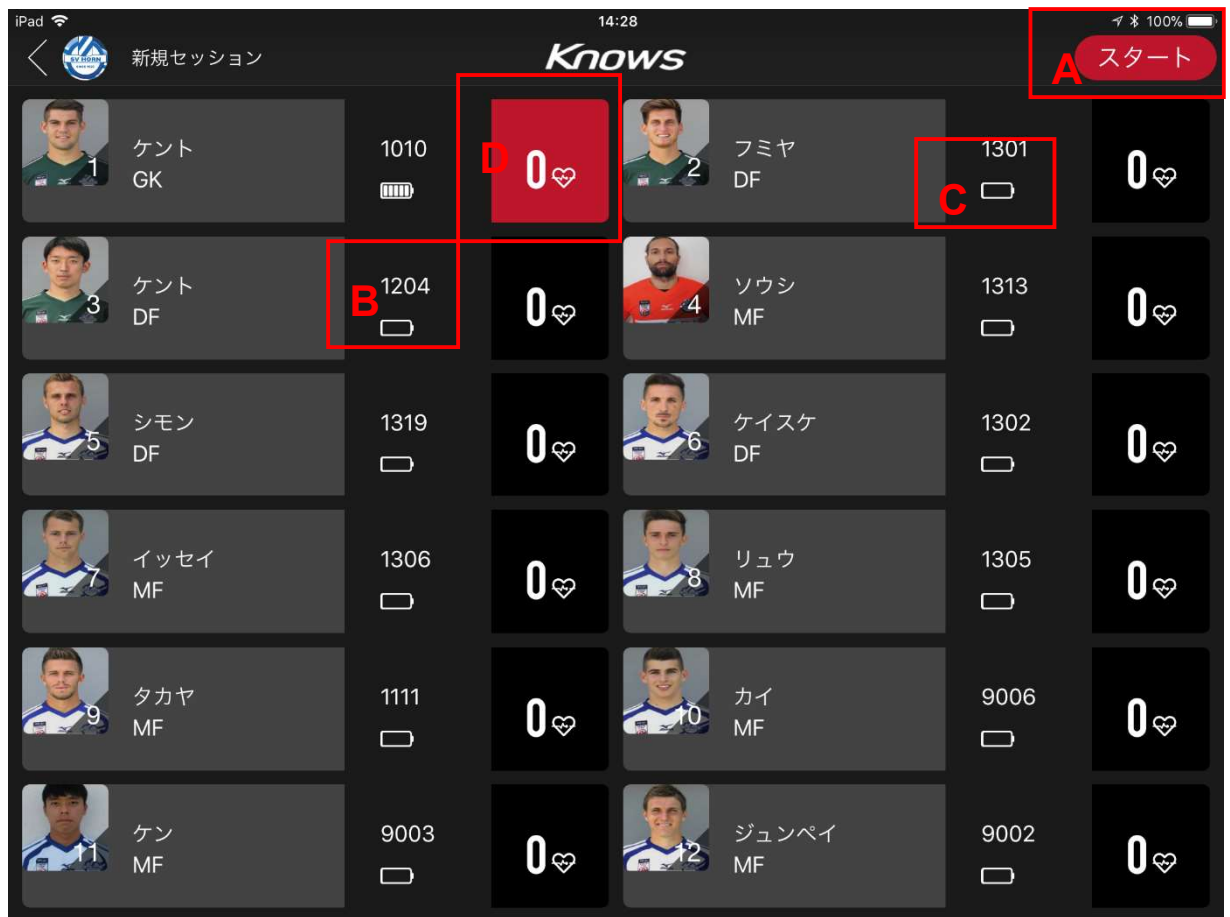 iPad 14:28 100%
SV HORN 新規セッション Knows スタート
A
1 ケント 1010 0
GK
D
2 フミヤ 1301 0
DF
C
3 ケント 1204 0
DF
B
4 ソウシ 1313 0
MF
5 シモン 1319 0
DF
6 ケイスケ 1302 0
DF
7 イッセイ 1306 0
MF
8 リュウ 1305 0
MF
9 タカヤ 1111 0
MF
10 カイ 9006 0
MF
11 ケン 9003 0
MF
12 ジュンペイ 9002 0
MF